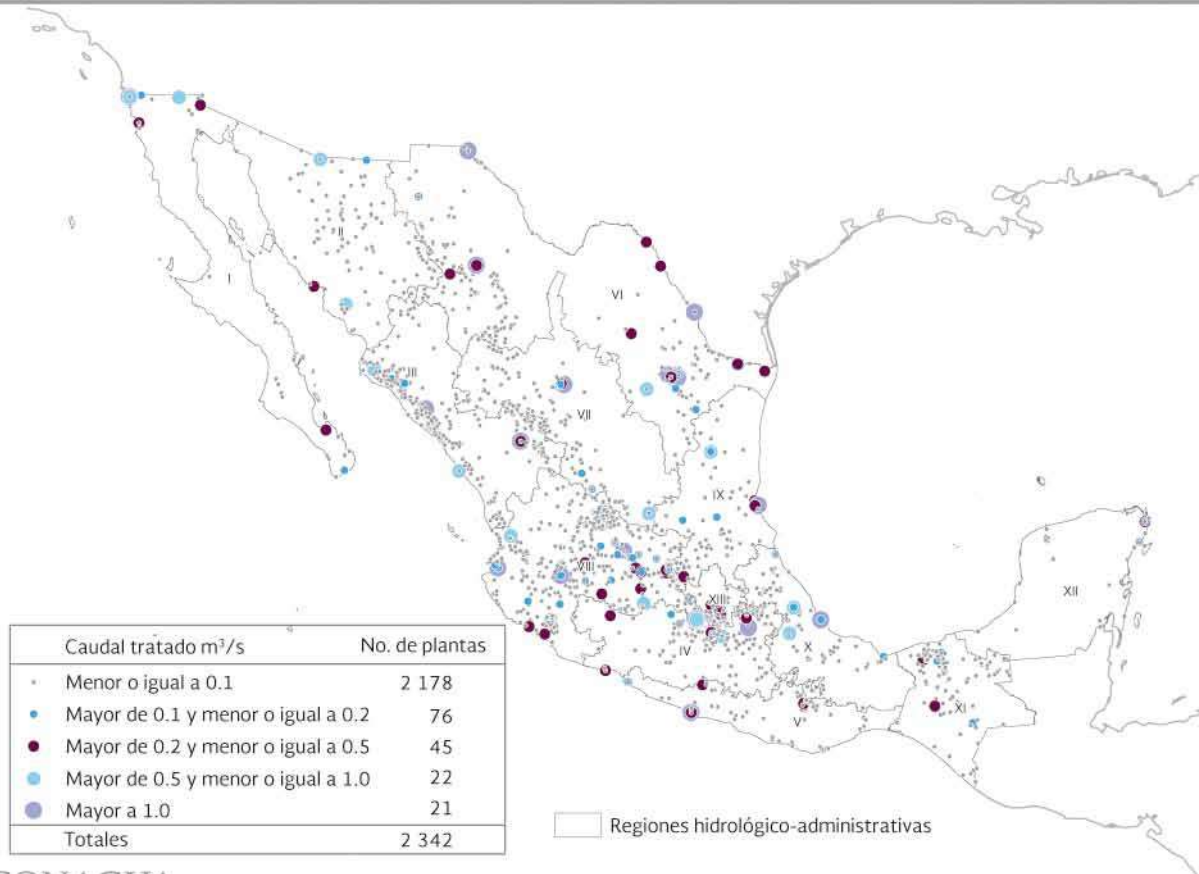 II
I
VI
III
VII
IX
VIII
XIII
XII
IV
X
V
XI
Caudal tratado m³/s No. de plantas
Menor o igual a 0.1 2 178
Mayor de 0.1 y menor o igual a 0.2 76
Mayor de 0.2 y menor o igual a 0.5 45
Mayor de 0.5 y menor o igual a 1.0 22
Mayor a 1.0 21
Totales 2 342
Regiones hidrológico-administrativas